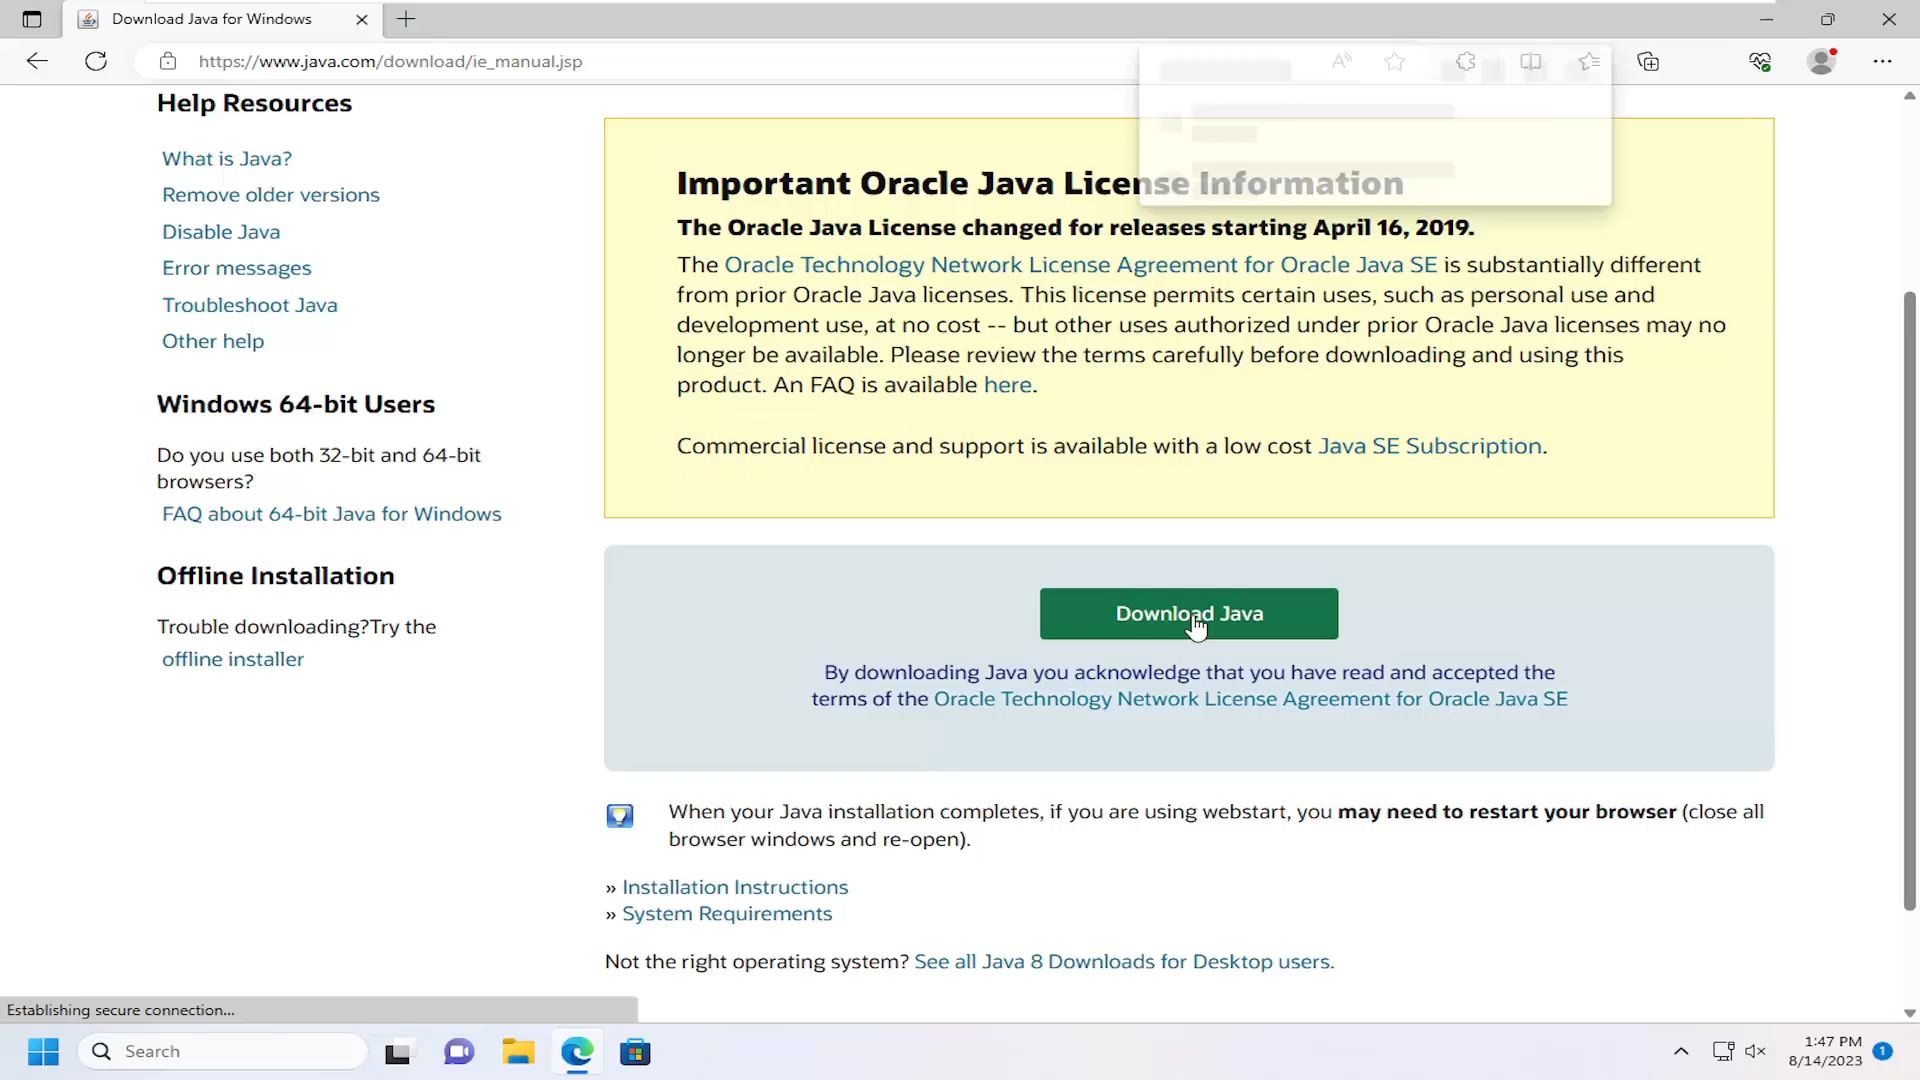 Download Java for Windows
https://www.java.com/download/ie_manual.jsp
Help Resources
What is Java?
Remove older versions
Disable Java
Error messages
Troubleshoot Java
Other help
Windows 64-bit Users
Do you use both 32-bit and 64-bit
browsers?
FAQ about 64-bit Java for Windows
Offline Installation
Trouble downloading?Try the
offline installer
Important Oracle Java License Information
The Oracle Java License changed for releases starting April 16, 2019.
The Oracle Technology Network License Agreement for Oracle Java SE is substantially different
from prior Oracle Java licenses. This license permits certain uses, such as personal use and
development use, at no cost -- but other uses authorized under prior Oracle Java licenses may no
longer be available. Please review the terms carefully before downloading and using this
product. An FAQ is available here.
Commercial license and support is available with a low cost Java SE Subscription.
Download Java
By downloading Java you acknowledge that you have read and accepted the
terms of the Oracle Technology Network License Agreement for Oracle Java SE
When your Java installation completes, if you are using webstart, you may need to restart your browser (close all
browser windows and re-open).
» Installation Instructions
» System Requirements
Not the right operating system? See all Java 8 Downloads for Desktop users.
Establishing secure connection...
Search
1:47 PM
8/14/2023
1